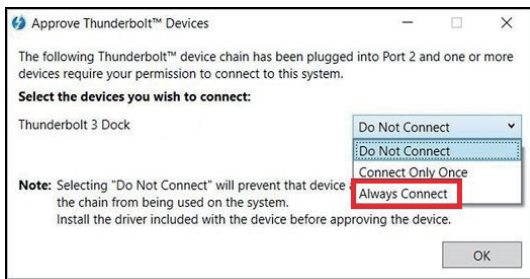 Approve Thunderbolt™ Devices
The following Thunderbolt™ device chain has been plugged into Port 2 and one or more
devices require your permission to connect to this system.
Select the devices you wish to connect:
Thunderbolt 3 Dock
Do Not Connect
Do Not Connect
Connect Only Once
Always Connect
Note: Selecting "Do Not Connect" will prevent that device
the chain from being used on the system.
Install the driver included with the device before approving the device.
OK